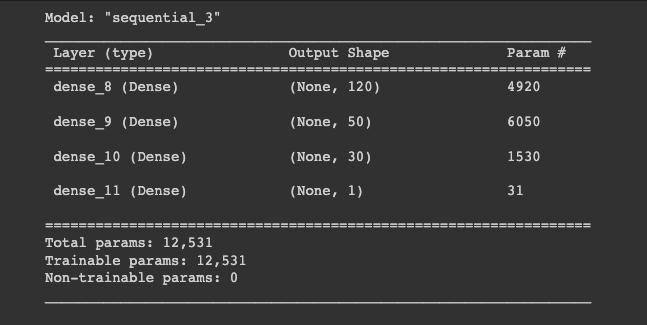 Model: "sequential_3"
_________________________________________________________________
Layer (type) Output Shape Param #
=================================================================
dense_8 (Dense) (None, 120) 4920
dense_9 (Dense) (None, 50) 6050
dense_10 (Dense) (None, 30) 1530
dense_11 (Dense) (None, 1) 31
=================================================================
Total params: 12,531
Trainable params: 12,531
Non-trainable params: 0
_________________________________________________________________